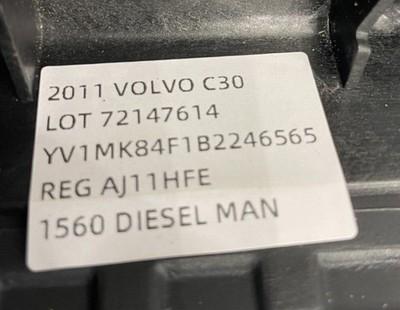 2011 VOLVO C30
LOT 72147614
YV1MK84F1B2246565
REG AJ11HFE
1560 DIESEL MAN